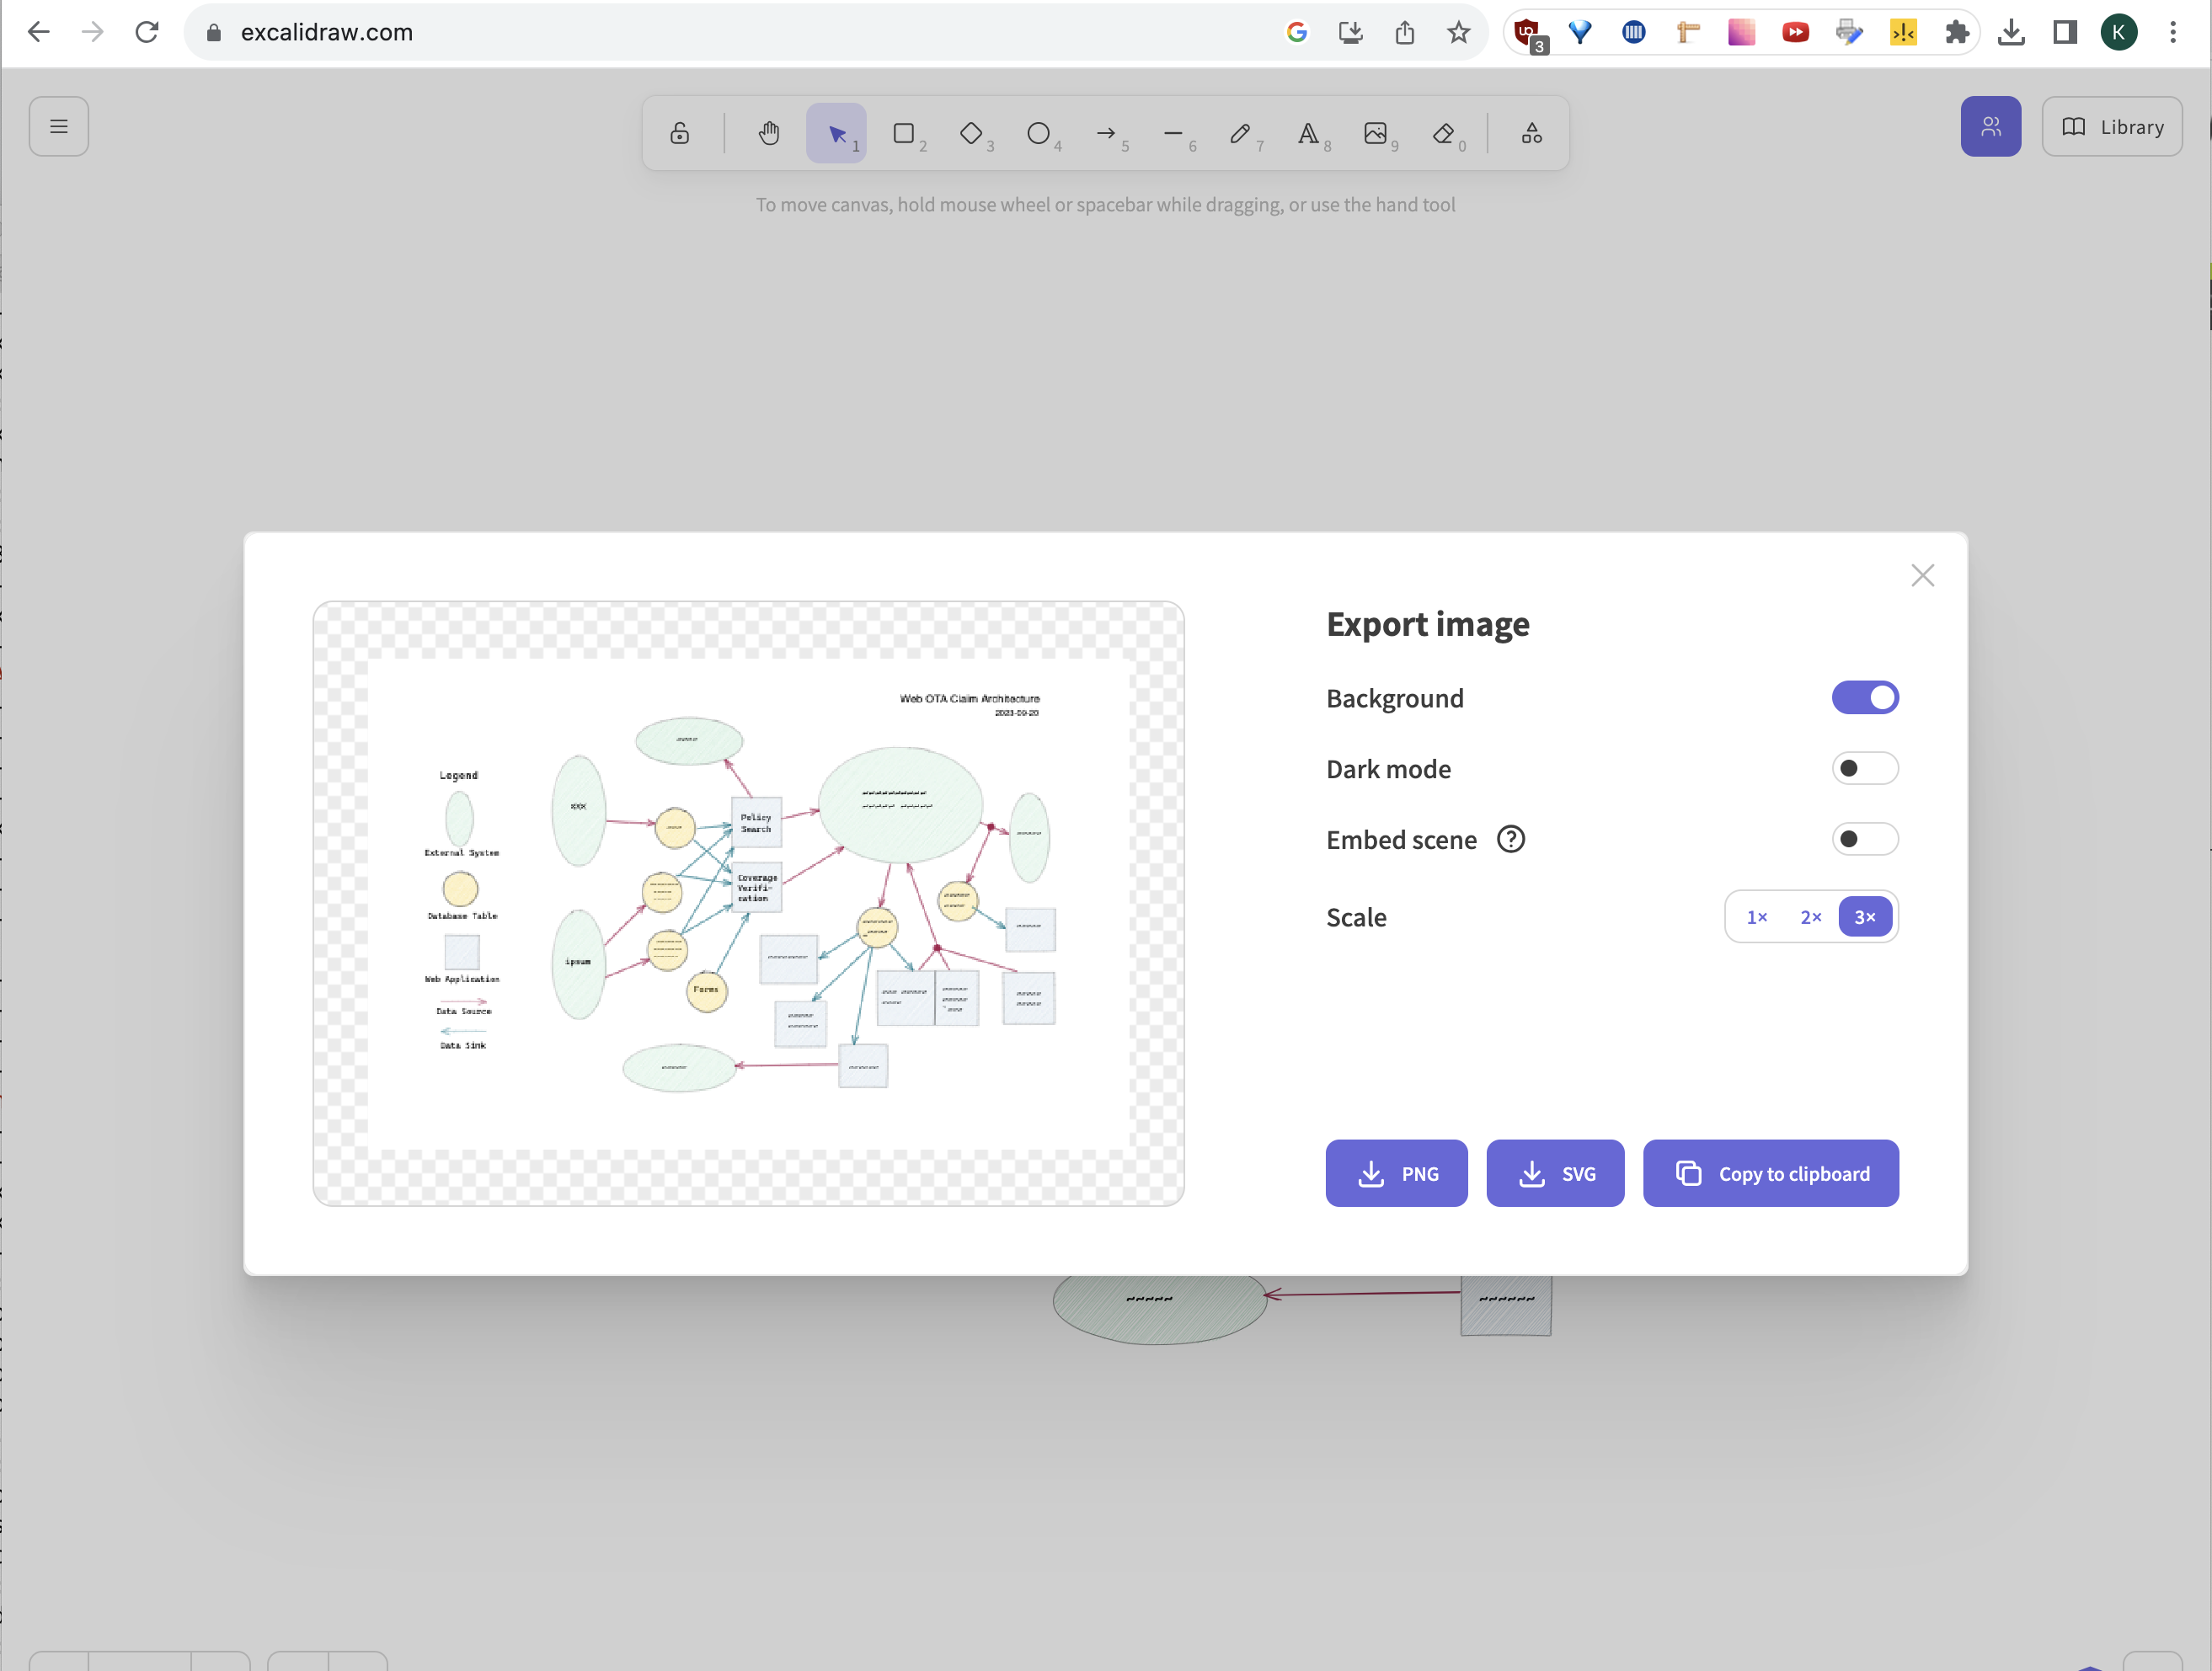 excalidraw.com
3
K
1
2
3
4
5
6
7
8
9
0
Library
To move canvas, hold mouse wheel or spacebar while dragging, or use the hand tool
Export image
Background
Dark mode
Embed scene
?
Scale
1×
2×
3×
PNG
SVG
Copy to clipboard
Web OTA Claim Architecture
2023-09-20
Legend
External System
Database Table
Web Application
Data Source
Data Sink
Policy
Search
Coverage
Verifi-
cation
ipsum
Forms